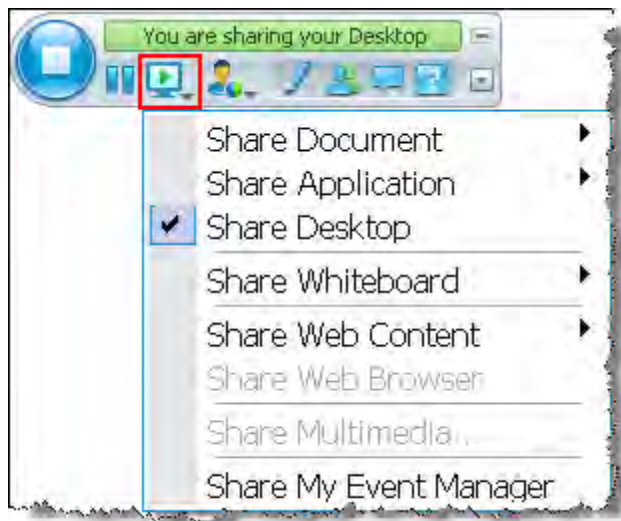 You are sharing your Desktop
Share Document
Share Application
Share Desktop
Share Whiteboard
Share Web Content
Share Web Browser
Share Multimedia...
Share My Event Manager